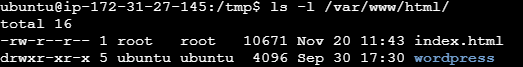 ubuntu@ip-172-31-27-145:/tmp$ ls -l /var/www/html/
total 16
-rw-r--r-- 1 root   root   10671 Nov 20 11:43 index.html
drwxr-xr-x 5 ubuntu ubuntu  4096 Sep 30 17:30 wordpress